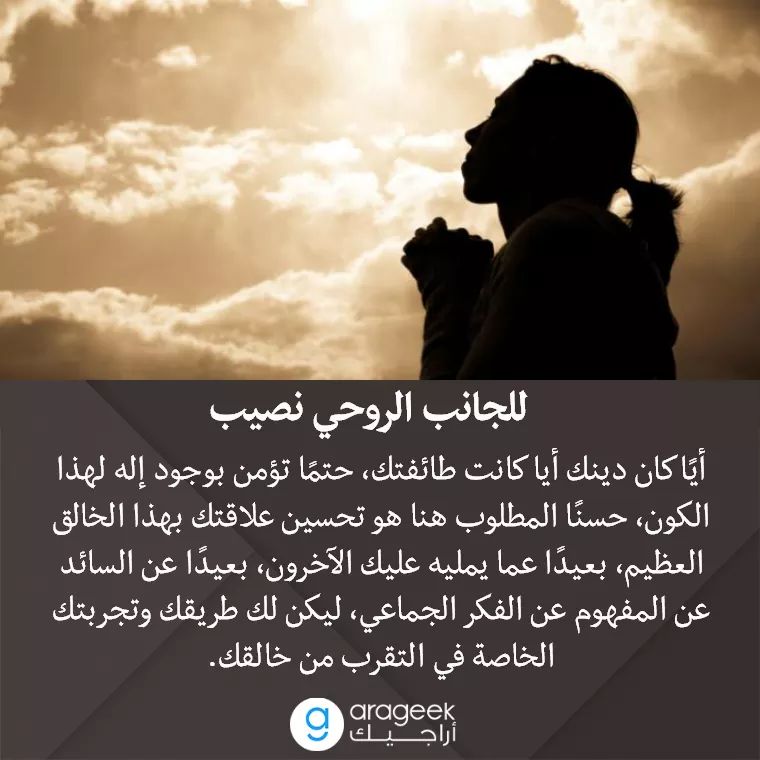 للجانب الروحي نصيب
أيًا كان دينك أيا كانت طائفتك، حتمًا تؤمن بوجود إله لهذا
الكون، حسنًا المطلوب هنا هو تحسين علاقتك بهذا الخالق
العظيم، بعيدًا عما يمليه عليك الآخرون، بعيدًا عن السائد
عن المفهوم عن الفكر الجماعي، ليكن لك طريقك وتجربتك
الخاصة في التقرب من خالقك.
arageek
أراجـــيـــك